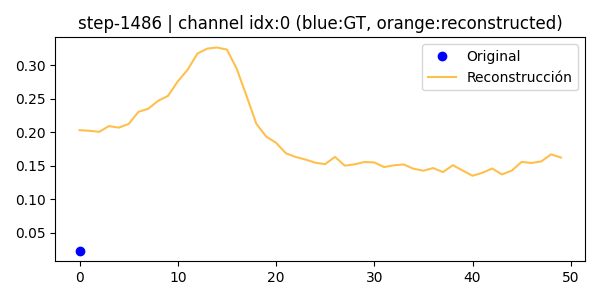 step-1486 | channel idx:0 (blue:GT, orange:reconstructed)
Original
Reconstrucción
0.30
0.25
0.20
0.15
0.10
0.05
0 10 20 30 40 50